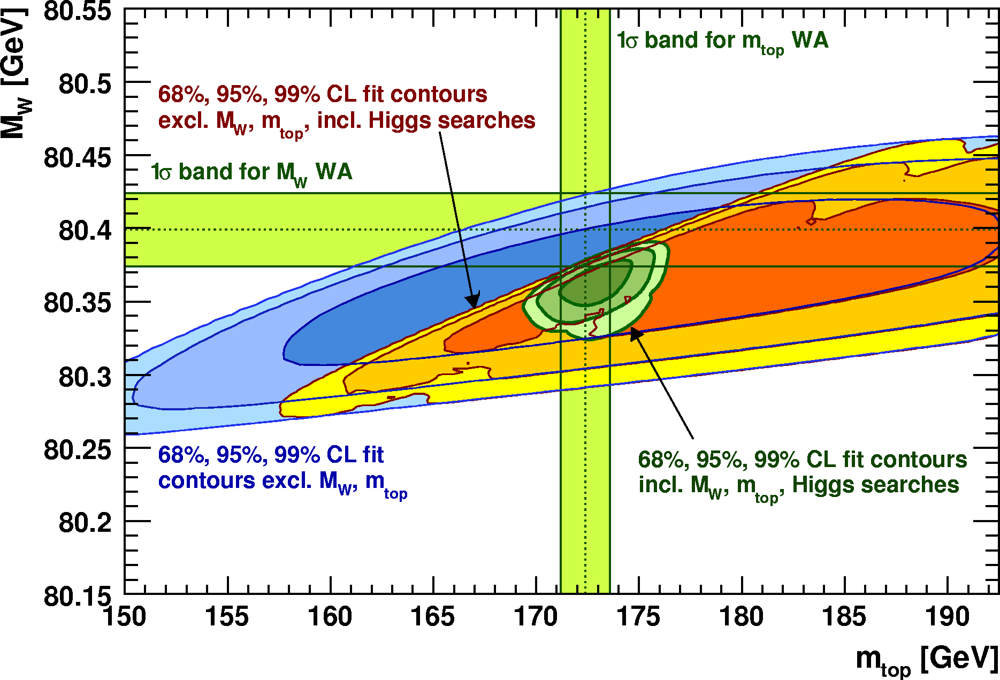 80.55
80.5
80.45
80.4
80.35
80.3
80.25
80.2
80.15
M_W [GeV]
1σ band for m_top WA
68%, 95%, 99% CL fit contours
excl. M_W, m_top, incl. Higgs searches
1σ band for M_W WA
68%, 95%, 99% CL fit
contours excl. M_W, m_top
68%, 95%, 99% CL fit contours
incl. M_W, m_top, Higgs searches
150 155 160 165 170 175 180 185 190
m_top [GeV]